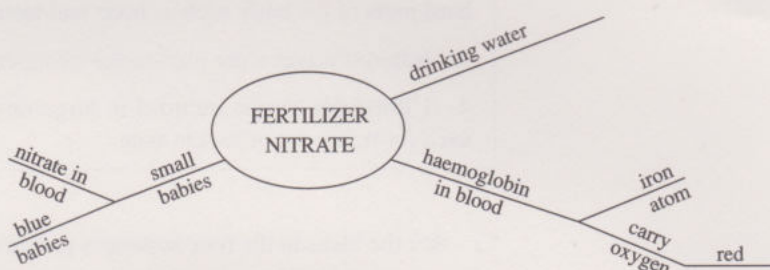 drinking water
FERTILIZER
NITRATE
nitrate in
blood
small
babies
blue
babies
haemoglobin
in blood
iron
atom
carry
oxygen
red